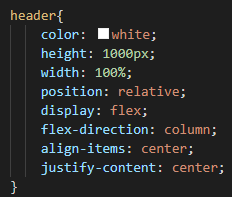 header{
color: white;
height: 1000px;
width: 100%;
position: relative;
display: flex;
flex-direction: column;
align-items: center;
justify-content: center;
}